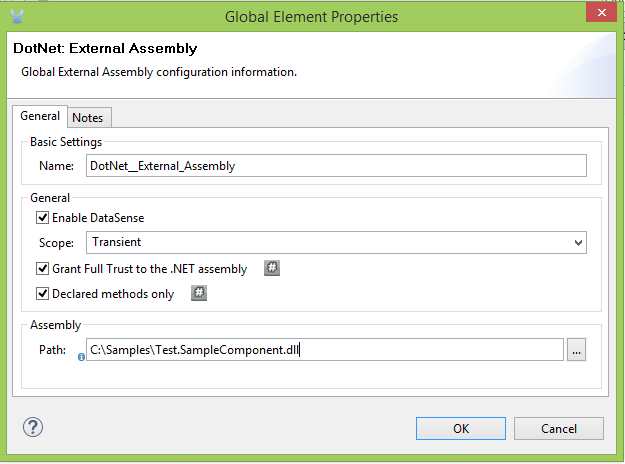 Global Element Properties
DotNet: External Assembly
Global External Assembly configuration information.
General Notes
Basic Settings
Name: DotNet__External_Assembly
General
Enable DataSense
Scope: Transient
Grant Full Trust to the .NET assembly #
Declared methods only #
Assembly
Path: C:\Samples\Test.SampleComponent.dll ...
? OK Cancel